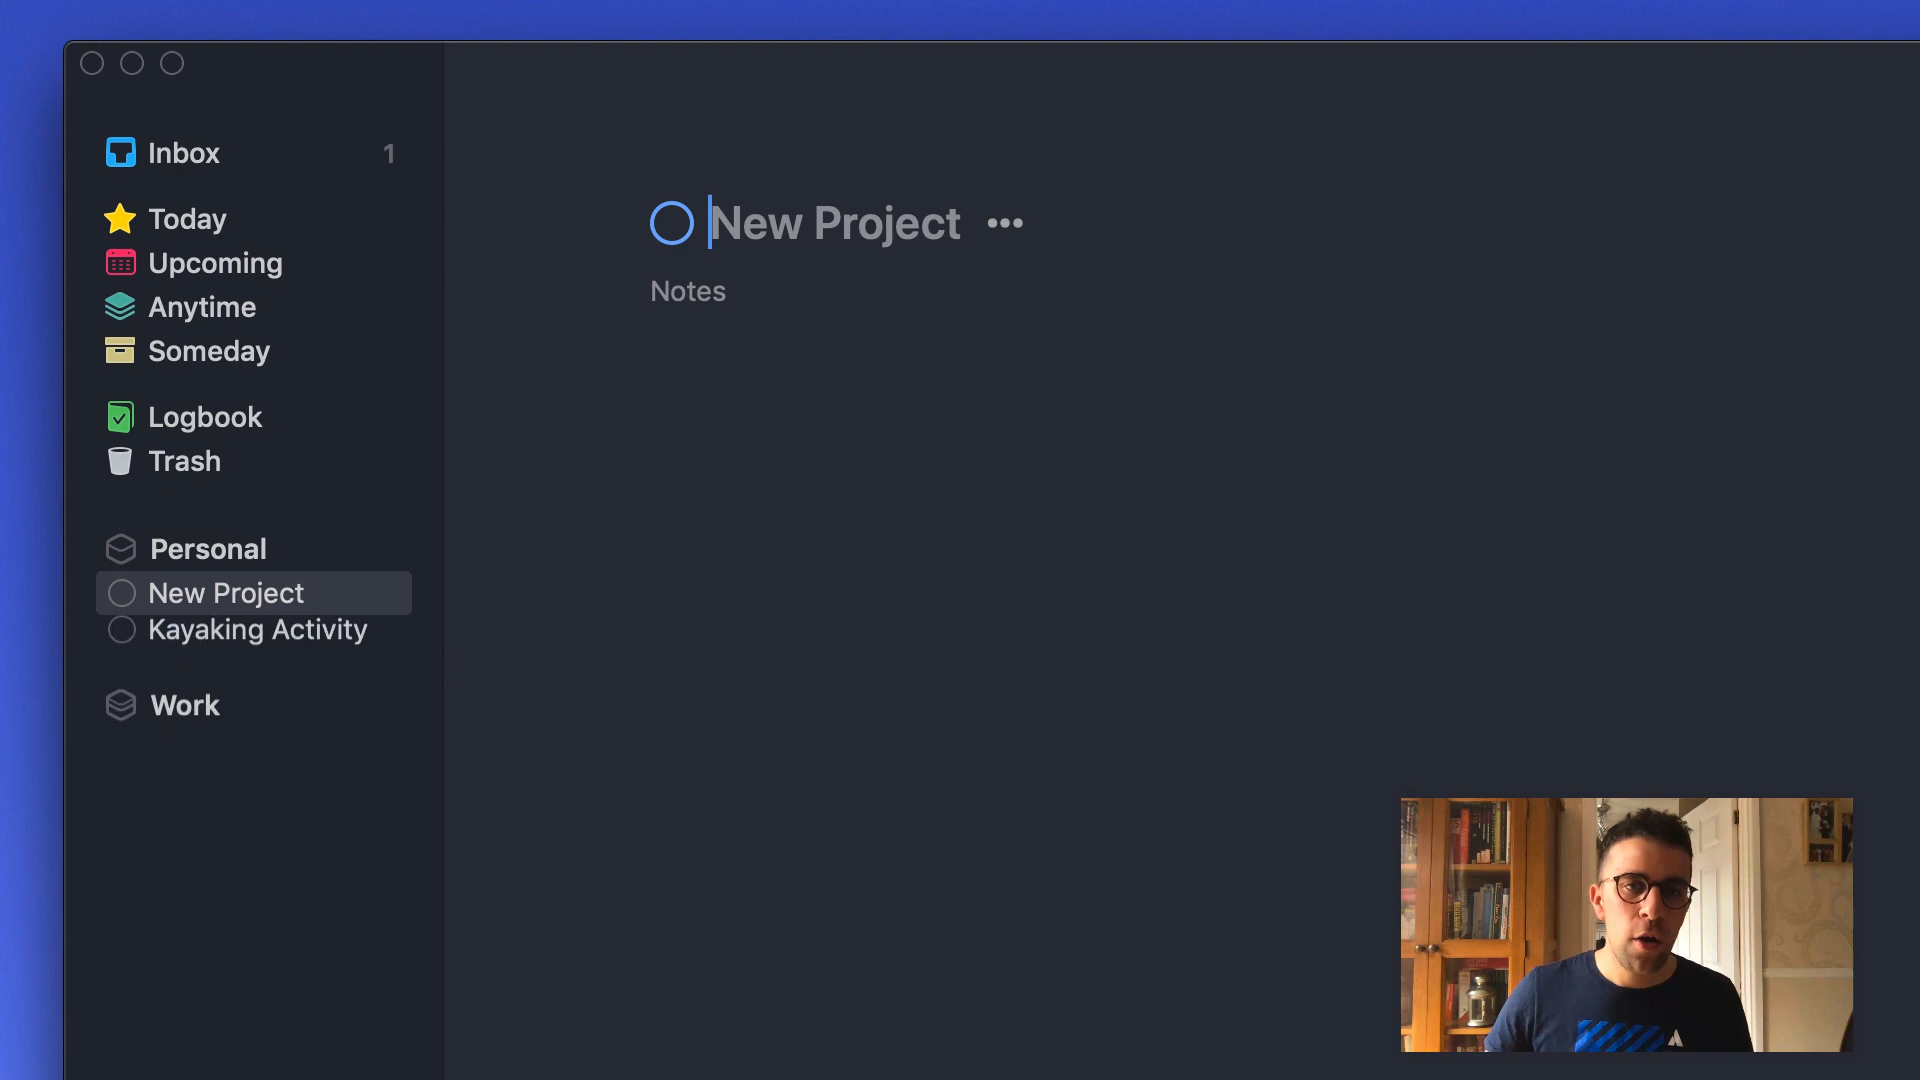 Inbox 1
Today
Upcoming
Anytime
Someday
Logbook
Trash
Personal
New Project
Kayaking Activity
Work
New Project
Notes